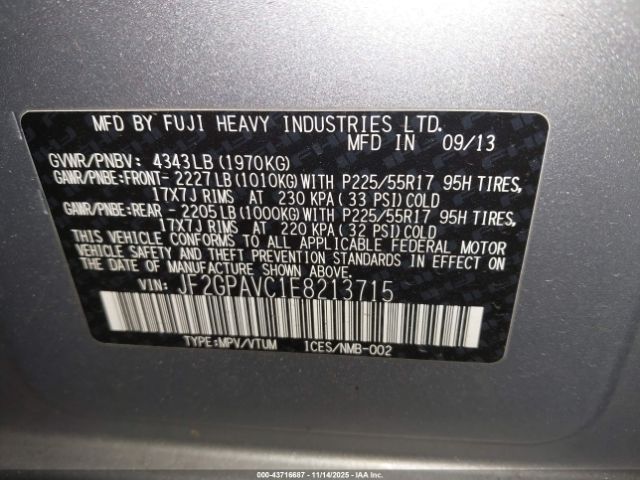 MFD BY FUJI HEAVY INDUSTRIES LTD.
MFD IN 09/13
GVWR/PNBV: 4343LB (1970KG)
GAWR/PNBE:FRONT- 2227LB(1010KG)WITH P225/55R17 95H TIRES,
17X7J RIMS AT 230 KPA( 33 PSI)COLD
GAWR/PNBE:REAR - 2205LB(1000KG)WITH P225/55R17 95H TIRES,
17X7J RIMS AT 220 KPA( 32 PSI)COLD
THIS VEHICLE CONFORMS TO ALL APPLICABLE FEDERAL MOTOR
VEHICLE SAFETY AND THEFT PREVENTION STANDARDS IN EFFECT
ON THE DATE OF MANUFACTURE SHOWN ABOVE.
VIN: JF2GPAVC1E8213715
TYPE:MPV/VTUM ICES/NMB-002
000-43716687 - 11/14/2025 - IAAI.COM